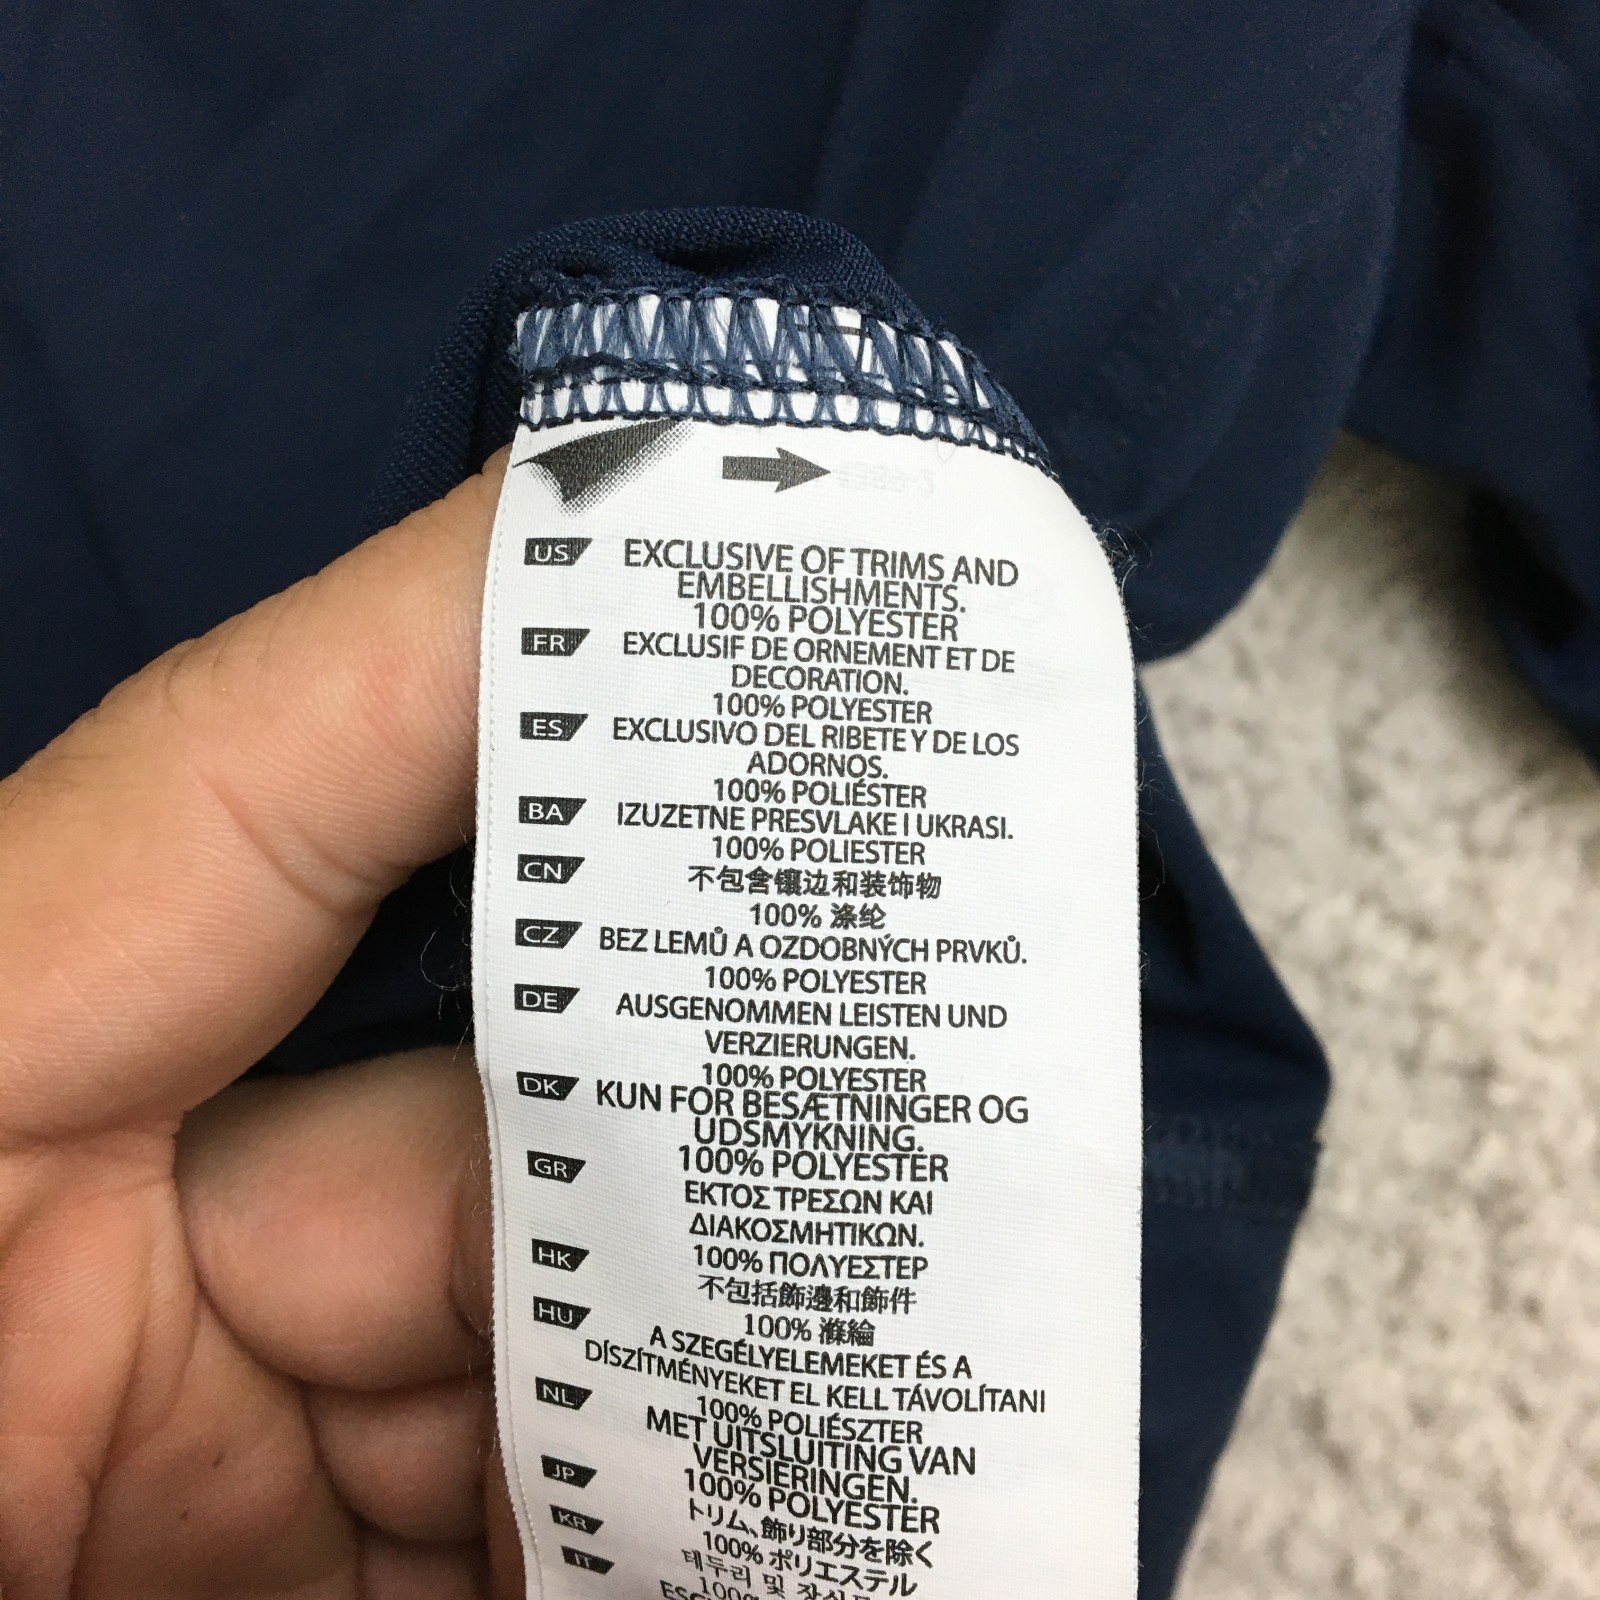 US EXCLUSIVE OF TRIMS AND
EMBELLISHMENTS.
100% POLYESTER
FR EXCLUSIF DE ORNEMENT ET DE
DECORATION.
100% POLYESTER
ES EXCLUSIVO DEL RIBETE Y DE LOS
ADORNOS.
100% POLIÉSTER
BA IZUZETNE PRESVLAKE I UKRASI.
100% POLIESTER
CN 不包含镶边和装饰物
100% 涤纶
CZ BEZ LEMŮ A OZDOBNÝCH PRVKŮ.
100% POLYESTER
DE AUSGENOMMEN LEISTEN UND
VERZIERUNGEN.
100% POLYESTER
DK KUN FOR BESÆTNINGER OG
UDSMYKNING.
100% POLYESTER
GR ΕΚΤΟΣ ΤΡΕΣΩΝ ΚΑΙ
ΔΙΑΚΟΣΜΗΤΙΚΩΝ.
100% ΠΟΛΥΕΣΤΕΡ
HK 不包括飾邊和飾件
100% 滌綸
HU A SZEGÉLYELEMEKET ÉS A
DÍSZÍTMÉNYEKET EL KELL TÁVOLÍTANI
100% POLIÉSZTER
NL MET UITSLUITING VAN
VERSIERINGEN.
100% POLYESTER
JP トリム、飾り部分を除く
100% ポリエステル
KR 테두리 및
100%
IT